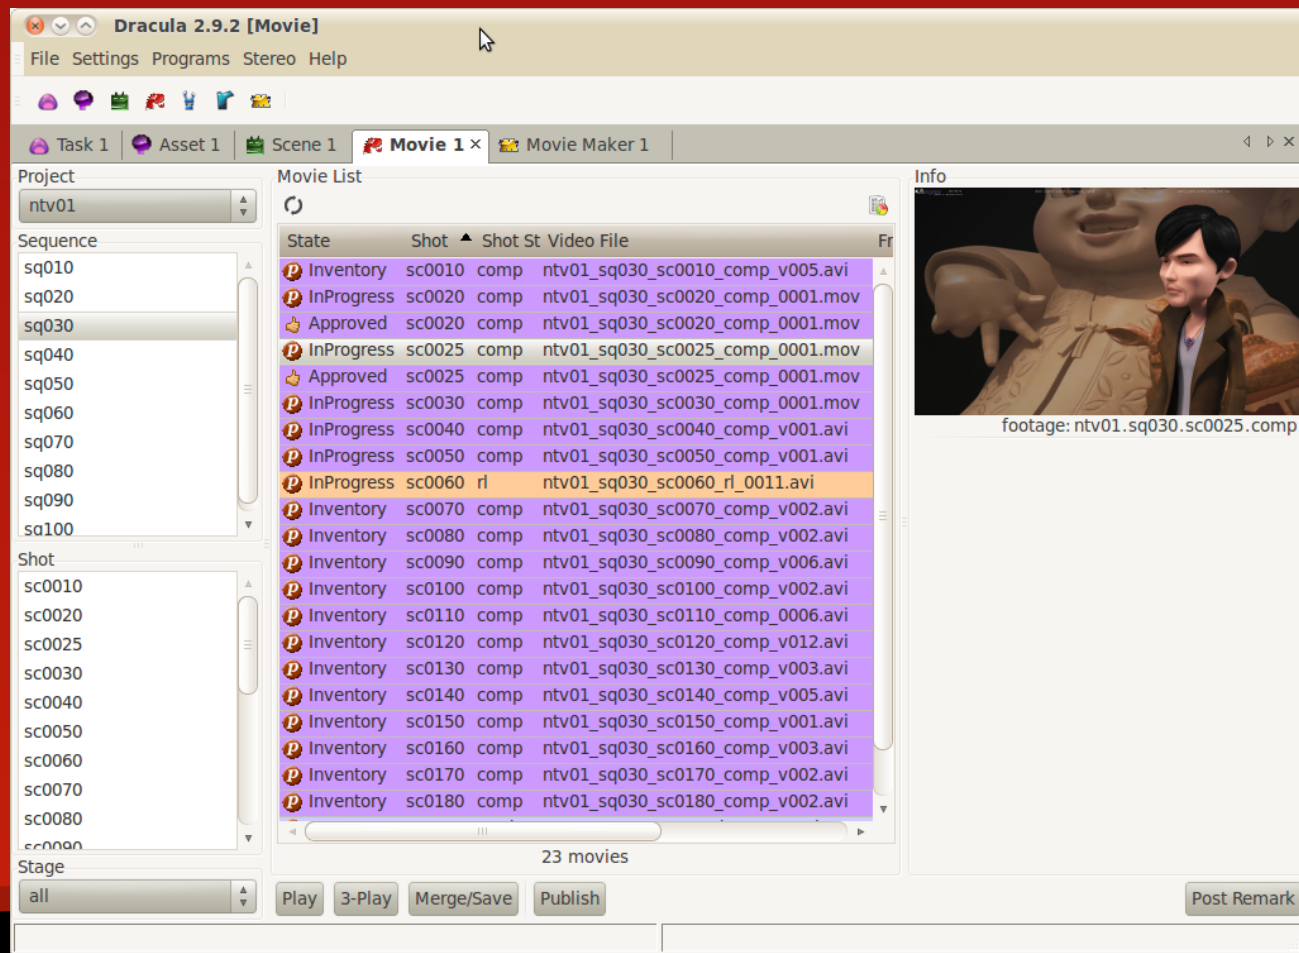 Dracula 2.9.2 [Movie]
File Settings Programs Stereo Help
Task 1 Asset 1 Scene 1 Movie 1 Movie Maker 1
Project
ntv01
Sequence
sq010
sq020
sq030
sq040
sq050
sq060
sq070
sq080
sq090
sq100
Shot
sc0010
sc0020
sc0025
sc0030
sc0040
sc0050
sc0060
sc0070
sc0080
sc0090
Stage
all
Movie List
State Shot Shot St Video File Fr
Inventory sc0010 comp ntv01_sq030_sc0010_comp_v005.avi
InProgress sc0020 comp ntv01_sq030_sc0020_comp_0001.mov
Approved sc0020 comp ntv01_sq030_sc0020_comp_0001.mov
InProgress sc0025 comp ntv01_sq030_sc0025_comp_0001.mov
Approved sc0025 comp ntv01_sq030_sc0025_comp_0001.mov
InProgress sc0030 comp ntv01_sq030_sc0030_comp_0001.mov
InProgress sc0040 comp ntv01_sq030_sc0040_comp_v001.avi
InProgress sc0050 comp ntv01_sq030_sc0050_comp_v001.avi
InProgress sc0060 rl ntv01_sq030_sc0060_rl_0011.avi
Inventory sc0070 comp ntv01_sq030_sc0070_comp_v002.avi
Inventory sc0080 comp ntv01_sq030_sc0080_comp_v002.avi
Inventory sc0090 comp ntv01_sq030_sc0090_comp_v006.avi
Inventory sc0100 comp ntv01_sq030_sc0100_comp_v002.avi
Inventory sc0110 comp ntv01_sq030_sc0110_comp_0006.avi
Inventory sc0120 comp ntv01_sq030_sc0120_comp_v012.avi
Inventory sc0130 comp ntv01_sq030_sc0130_comp_v003.avi
Inventory sc0140 comp ntv01_sq030_sc0140_comp_v005.avi
Inventory sc0150 comp ntv01_sq030_sc0150_comp_v001.avi
Inventory sc0160 comp ntv01_sq030_sc0160_comp_v003.avi
Inventory sc0170 comp ntv01_sq030_sc0170_comp_v002.avi
Inventory sc0180 comp ntv01_sq030_sc0180_comp_v002.avi
23 movies
Play 3-Play Merge/Save Publish
Info
footage: ntv01.sq030.sc0025.comp
Post Remark